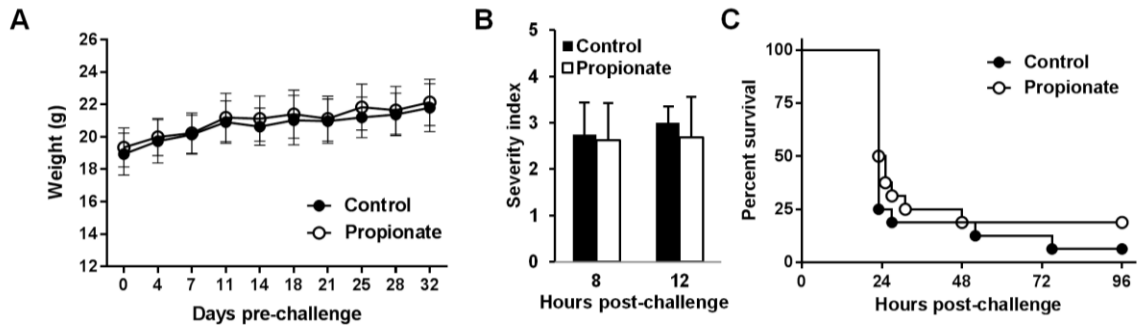 A
Weight (g)
26
24
22
20
18
16
14
12
0 4 7 11 14 18 21 25 28 32
Days pre-challenge
Control
Propionate
B
Severity index
5
4
3
2
1
0
Control
Propionate
8 12
Hours post-challenge
C
Percent survival
100
75
50
25
0
0 24 48 72 96
Hours post-challenge
Control
Propionate